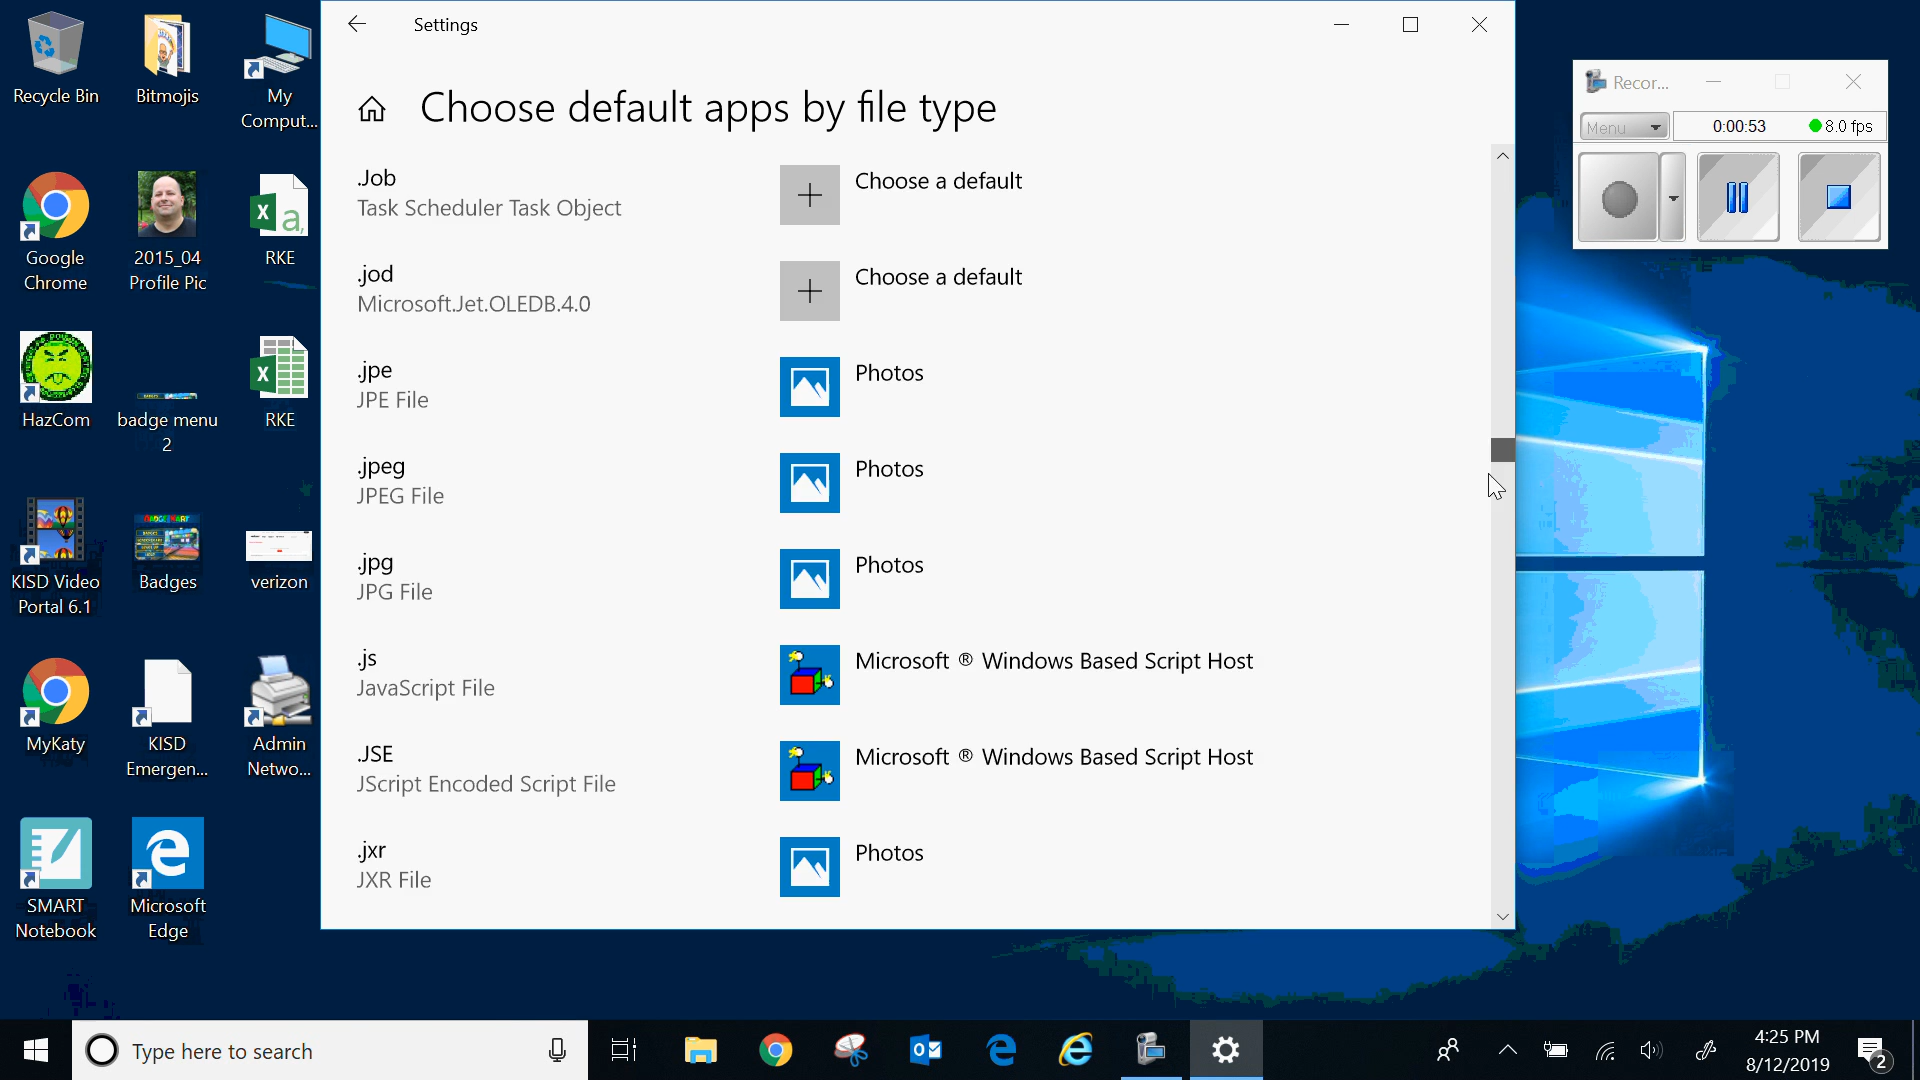 Recycle Bin
Bitmojis
My
Comput...
Google
Chrome
2015_04
Profile Pic
RKE
HazCom
badge menu
2
RKE
KISD Video
Portal 6.1
Badges
verizon
MyKaty
KISD
Emergen...
Admin
Netwo...
SMART
Notebook
Microsoft
Edge
Settings
Choose default apps by file type
.Job
Task Scheduler Task Object
Choose a default
.jod
Microsoft.Jet.OLEDB.4.0
Choose a default
.jpe
JPE File
Photos
.jpeg
JPEG File
Photos
.jpg
JPG File
Photos
.js
JavaScript File
Microsoft ® Windows Based Script Host
.JSE
JScript Encoded Script File
Microsoft ® Windows Based Script Host
.jxr
JXR File
Photos
Recor...
Menu
0:00:53
8.0 fps
Type here to search
4:25 PM
8/12/2019
2